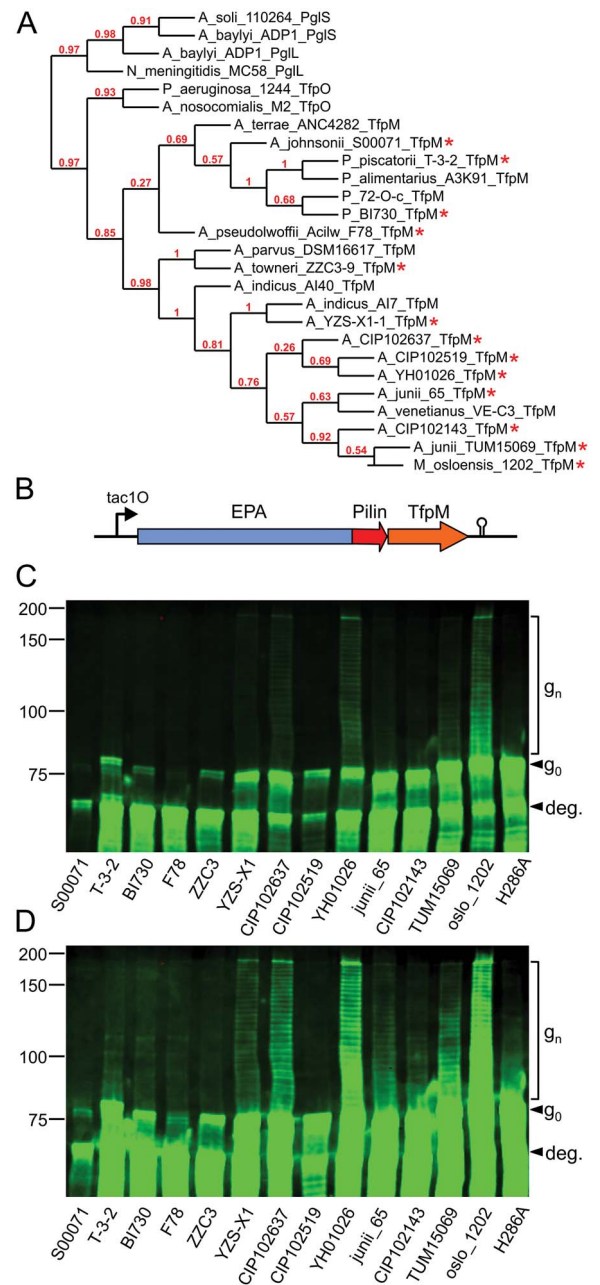 A
A_soli_110264_PglS
0.91
A_baylyi_ADP1_PglS
0.98
A_baylyi_ADP1_PglL
0.97
N_meningitidis_MC58_PglL
P_aeruginosa_1244_TfpO
0.93
A_nosocomialis_M2_TfpO
A_terrae_ANC4282_TfpM
0.69
A_johnsonii_S00071_TfpM*
0.57
P_piscatorii_T-3-2_TfpM*
1
0.97
P_alimentarius_A3K91_TfpM
1
0.27
P_72-O-c_TfpM
0.68
P_BI730_TfpM*
A_pseudolwoffii_Acilw_F78_TfpM*
0.85
A_parvus_DSM16617_TfpM
1
A_towneri_ZZC3-9_TfpM*
0.98
A_indicus_AI40_TfpM
A_indicus_AI7_TfpM
1
1
A_YZS-X1-1_TfpM*
A_CIP102637_TfpM*
0.81
0.26
A_CIP102519_TfpM*
0.69
A_YH01026_TfpM*
0.76
A_junii_65_TfpM*
0.63
A_venetianus_VE-C3_TfpM
0.57
A_CIP102143_TfpM*
0.92
A_junii_TUM15069_TfpM*
0.54
M_osloensis_1202_TfpM*
B
tac1O
EPA Pilin TfpM
C
200
150
100
75
gn
g0
deg.
S00071 T-3-2 BI730 F78 ZZC3 YZS-X1 CIP102637 CIP102519 YH01026 junii_65 CIP102143 TUM15069 oslo_1202 H286A
D
200
150
100
75
gn
g0
deg.
S00071 T-3-2 BI730 F78 ZZC3 YZS-X1 CIP102637 CIP102519 YH01026 junii_65 CIP102143 TUM15069 oslo_1202 H286A